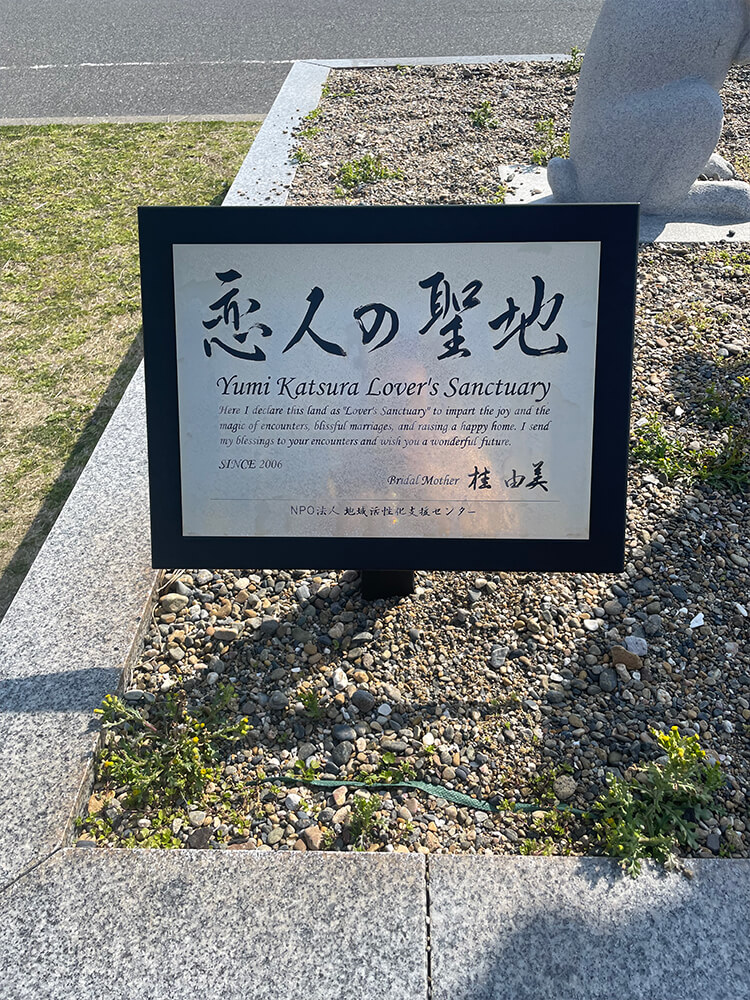 恋人の聖地
Yumi Katsura Lover's Sanctuary
Here I declare this land as "Lover's Sanctuary" to impart the joy and the
magic of encounters, blissful marriages, and raising a happy home. I send
my blessings to your encounters and wish you a wonderful future.
SINCE 2006
Bridal Mother 桂 由美
NPO法人 地域活性化支援センター